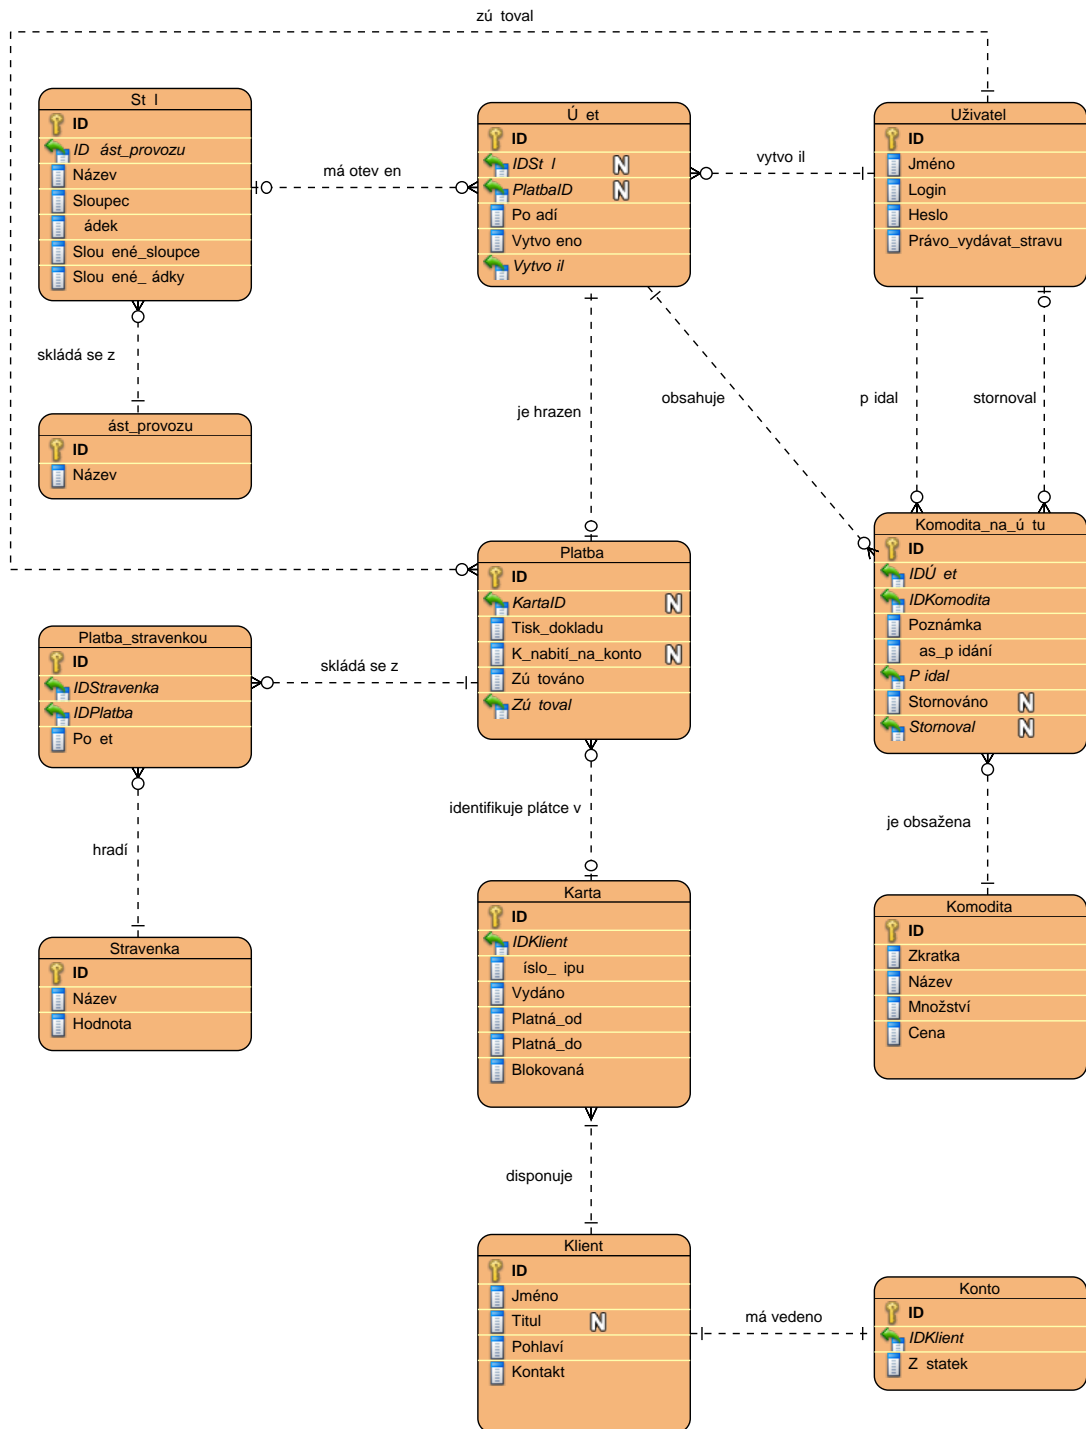 zú toval
St l
ID
ID ást_provozu
Název
Sloupec
ádek
Slou ené_sloupce
Slou ené_ ádky
má otev en
Ú et
ID
IDSt l N
PlatbaID N
Po adí
Vytvo eno
Vytvo il
vytvo il
Uživatel
ID
Jméno
Login
Heslo
Právo_vydávat_stravu
skládá se z
je hrazen
obsahuje
p idal
stornoval
ást_provozu
ID
Název
Platba
ID
KartaID N
Tisk_dokladu
K_nabití_na_konto N
Zú továno
Zú toval
Komodita_na_ú tu
ID
IDÚ et
IDKomodita
Poznámka
as_p idání
P idal
Stornováno N
Stornoval N
Platba_stravenkou
ID
IDStravenka
IDPlatba
Po et
skládá se z
identifikuje plátce v
je obsažena
hradí
Stravenka
ID
Název
Hodnota
Karta
ID
IDKlient
íslo_ ipu
Vydáno
Platná_od
Platná_do
Blokovaná
Komodita
ID
Zkratka
Název
Množství
Cena
disponuje
Klient
ID
Jméno
Titul N
Pohlaví
Kontakt
má vedeno
Konto
ID
IDKlient
Z statek